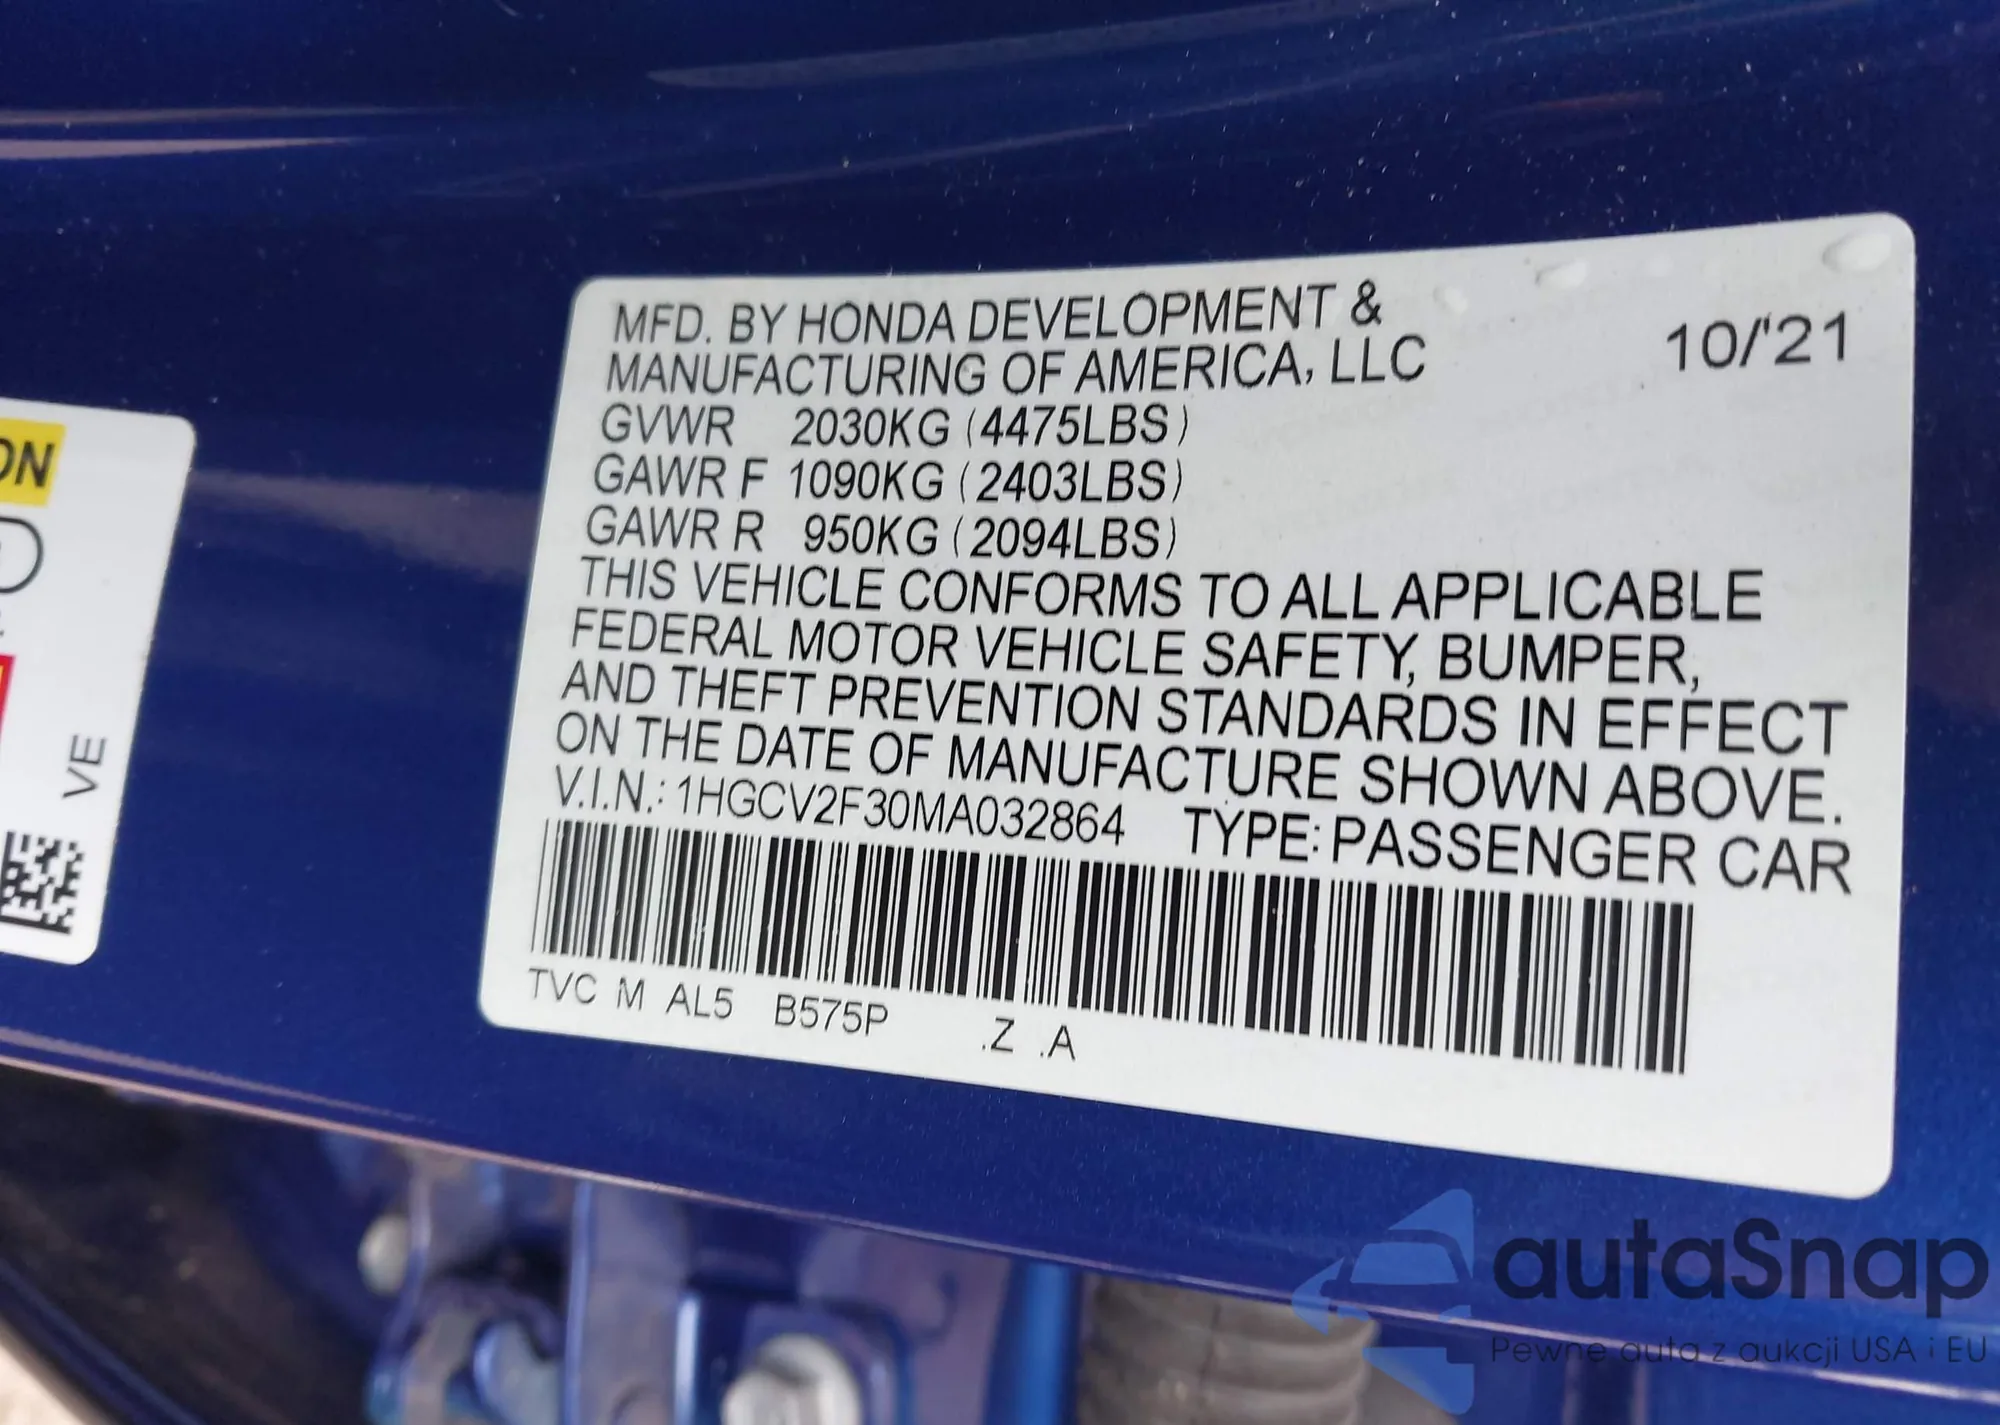 MFD. BY HONDA DEVELOPMENT &
MANUFACTURING OF AMERICA, LLC
10/'21
GVWR 2030KG (4475LBS)
GAWR F 1090KG (2403LBS)
GAWR R 950KG (2094LBS)
THIS VEHICLE CONFORMS TO ALL APPLICABLE
FEDERAL MOTOR VEHICLE SAFETY, BUMPER,
AND THEFT PREVENTION STANDARDS IN EFFECT
ON THE DATE OF MANUFACTURE SHOWN ABOVE.
V.I.N.: 1HGCV2F30MA032864 TYPE: PASSENGER CAR
TVC M AL5 B575P .Z .A
ON
VE
autaSnap
Pewne auta z aukcji USA i EU